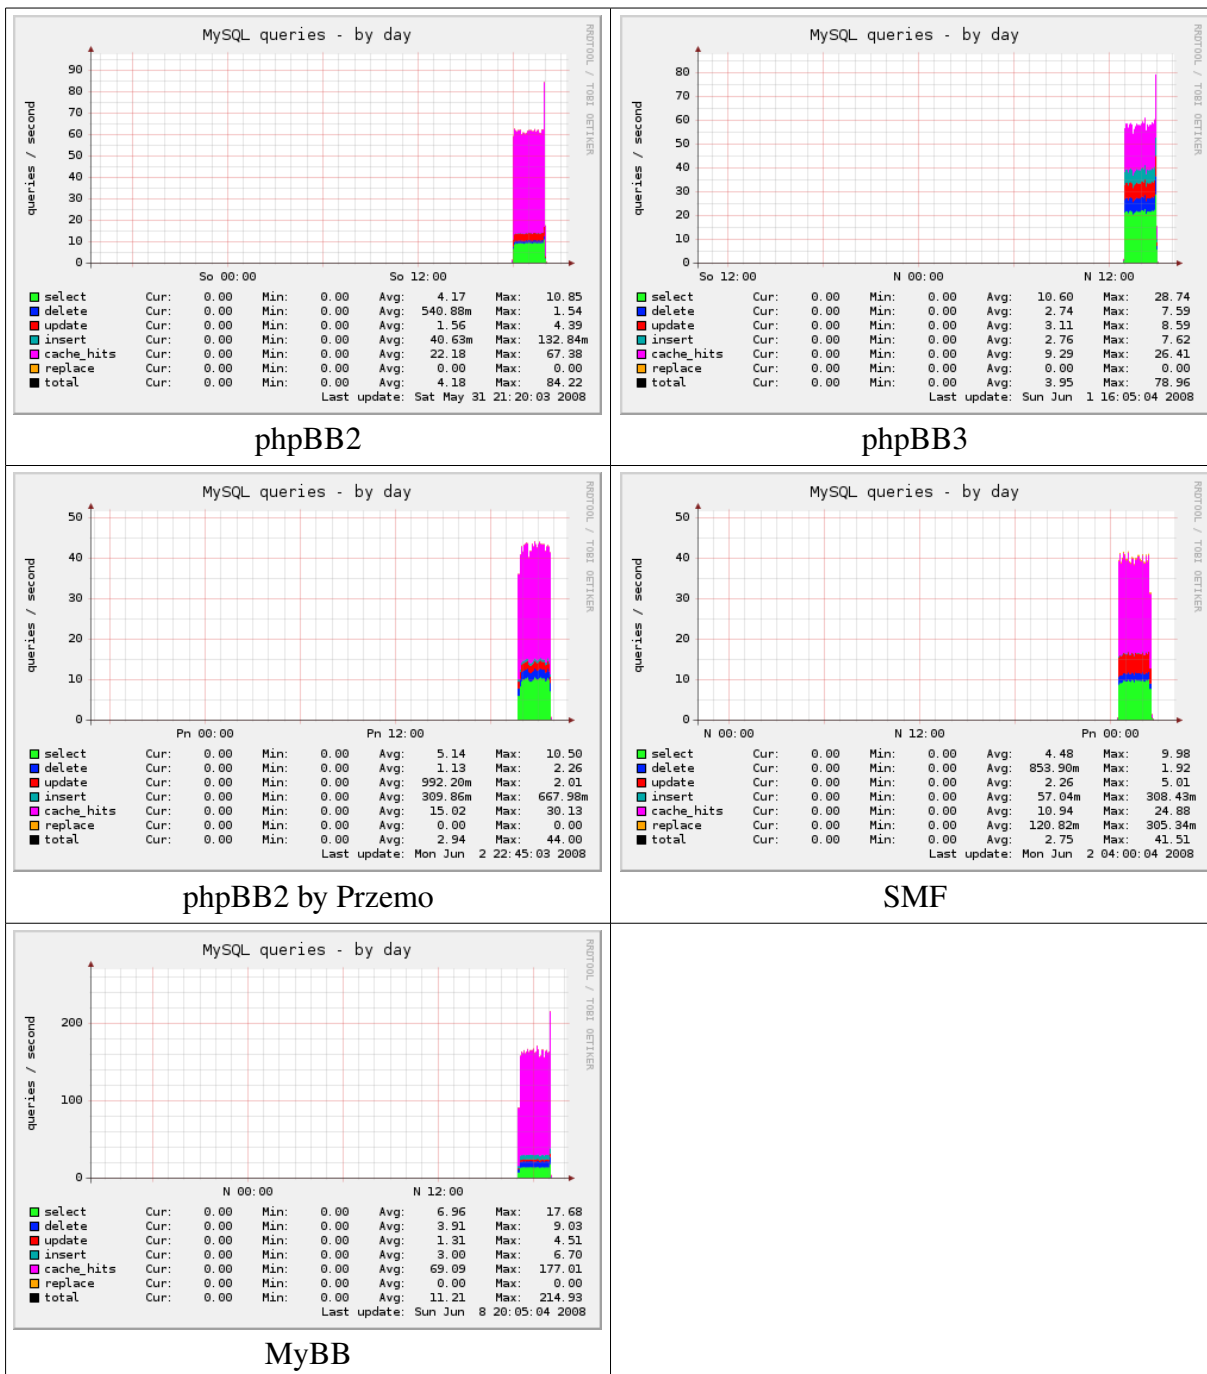 MySQL queries - by day
RRDTOOL / TOBI OETIKER
queries / second
90
80
70
60
50
40
30
20
10
0
So 00:00 So 12:00
select Cur: 0.00 Min: 0.00 Avg: 4.17 Max: 10.85
delete Cur: 0.00 Min: 0.00 Avg: 540.88m Max: 1.54
update Cur: 0.00 Min: 0.00 Avg: 1.56 Max: 4.39
insert Cur: 0.00 Min: 0.00 Avg: 40.63m Max: 132.84m
cache_hits Cur: 0.00 Min: 0.00 Avg: 22.18 Max: 67.38
replace Cur: 0.00 Min: 0.00 Avg: 0.00 Max: 0.00
total Cur: 0.00 Min: 0.00 Avg: 4.18 Max: 84.22
Last update: Sat May 31 21:20:03 2008
phpBB2
MySQL queries - by day
RRDTOOL / TOBI OETIKER
queries / second
80
70
60
50
40
30
20
10
0
So 12:00 N 00:00 N 12:00
select Cur: 0.00 Min: 0.00 Avg: 10.60 Max: 28.74
delete Cur: 0.00 Min: 0.00 Avg: 2.74 Max: 7.59
update Cur: 0.00 Min: 0.00 Avg: 3.11 Max: 8.59
insert Cur: 0.00 Min: 0.00 Avg: 2.76 Max: 7.62
cache_hits Cur: 0.00 Min: 0.00 Avg: 9.29 Max: 26.41
replace Cur: 0.00 Min: 0.00 Avg: 0.00 Max: 0.00
total Cur: 0.00 Min: 0.00 Avg: 3.95 Max: 78.96
Last update: Sun Jun 1 16:05:04 2008
phpBB3
MySQL queries - by day
RRDTOOL / TOBI OETIKER
queries / second
50
40
30
20
10
0
Pn 00:00 Pn 12:00
select Cur: 0.00 Min: 0.00 Avg: 5.14 Max: 10.50
delete Cur: 0.00 Min: 0.00 Avg: 1.13 Max: 2.26
update Cur: 0.00 Min: 0.00 Avg: 992.20m Max: 2.01
insert Cur: 0.00 Min: 0.00 Avg: 309.86m Max: 667.98m
cache_hits Cur: 0.00 Min: 0.00 Avg: 15.02 Max: 30.13
replace Cur: 0.00 Min: 0.00 Avg: 0.00 Max: 0.00
total Cur: 0.00 Min: 0.00 Avg: 2.94 Max: 44.00
Last update: Mon Jun 2 22:45:03 2008
phpBB2 by Przemo
MySQL queries - by day
RRDTOOL / TOBI OETIKER
queries / second
50
40
30
20
10
0
N 00:00 N 12:00 Pn 00:00
select Cur: 0.00 Min: 0.00 Avg: 4.48 Max: 9.98
delete Cur: 0.00 Min: 0.00 Avg: 853.90m Max: 1.92
update Cur: 0.00 Min: 0.00 Avg: 2.26 Max: 5.01
insert Cur: 0.00 Min: 0.00 Avg: 57.04m Max: 308.43m
cache_hits Cur: 0.00 Min: 0.00 Avg: 10.94 Max: 24.88
replace Cur: 0.00 Min: 0.00 Avg: 120.82m Max: 305.34m
total Cur: 0.00 Min: 0.00 Avg: 2.75 Max: 41.51
Last update: Mon Jun 2 04:00:04 2008
SMF
MySQL queries - by day
RRDTOOL / TOBI OETIKER
queries / second
200
100
0
N 00:00 N 12:00
select Cur: 0.00 Min: 0.00 Avg: 6.96 Max: 17.68
delete Cur: 0.00 Min: 0.00 Avg: 3.91 Max: 9.03
update Cur: 0.00 Min: 0.00 Avg: 1.31 Max: 4.51
insert Cur: 0.00 Min: 0.00 Avg: 3.00 Max: 6.70
cache_hits Cur: 0.00 Min: 0.00 Avg: 69.09 Max: 177.01
replace Cur: 0.00 Min: 0.00 Avg: 0.00 Max: 0.00
total Cur: 0.00 Min: 0.00 Avg: 11.21 Max: 214.93
Last update: Sun Jun 8 20:05:04 2008
MyBB